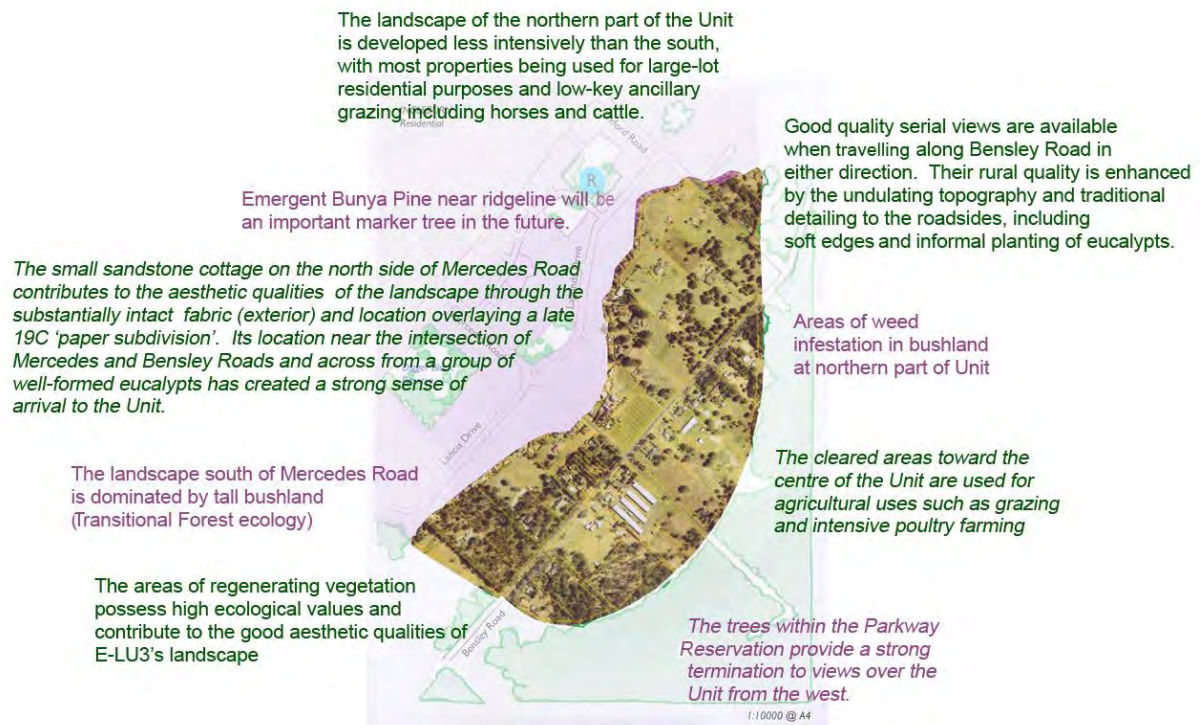 The landscape of the northern part of the Unit
is developed less intensively than the south,
with most properties being used for large-lot
residential purposes and low-key ancillary
grazing including horses and cattle.
Residential
Good quality serial views are available
when travelling along Bensley Road in
either direction. Their rural quality is enhanced
by the undulating topography and traditional
detailing to the roadsides, including
soft edges and informal planting of eucalypts.
Road
R
Emergent Bunya Pine near ridgeline will be
an important marker tree in the future.
The small sandstone cottage on the north side of Mercedes Road
contributes to the aesthetic qualities of the landscape through the
substantially intact fabric (exterior) and location overlaying a late
19C 'paper subdivision'. Its location near the intersection of
Mercedes and Bensley Roads and across from a group of
well-formed eucalypts has created a strong sense of
arrival to the Unit.
Drive
Areas of weed
infestation in bushland
at northern part of Unit
Lancia Drive
The landscape south of Mercedes Road
is dominated by tall bushland
(Transitional Forest ecology)
The cleared areas toward the
centre of the Unit are used for
agricultural uses such as grazing
and intensive poultry farming
The areas of regenerating vegetation
possess high ecological values and
contribute to the good aesthetic qualities of
E-LU3's landscape
Bensley Road
The trees within the Parkway
Reservation provide a strong
termination to views over the
Unit from the west.
1:10000 @ A4